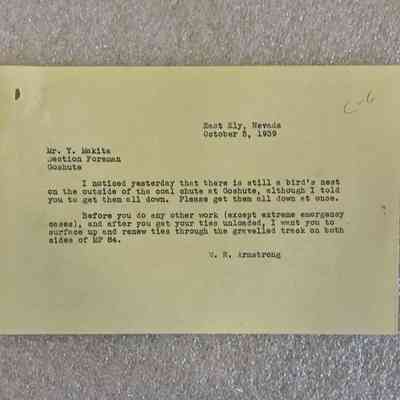 East Ely, Nevada
October 5, 1939
Mr. Y. Makita
Section Foreman
Goshute
I noticed yesterday that there is still a bird's nest
on the outside of the coal chute at Goshute, although I told
you to get them all down. Please get them all down at once.
Before you do any other work (except extreme emergency
cases), and after you get your ties unloaded, I want you to
surface up and renew ties through the gravelled track on both
sides of MP 84.
W. R. Armstrong